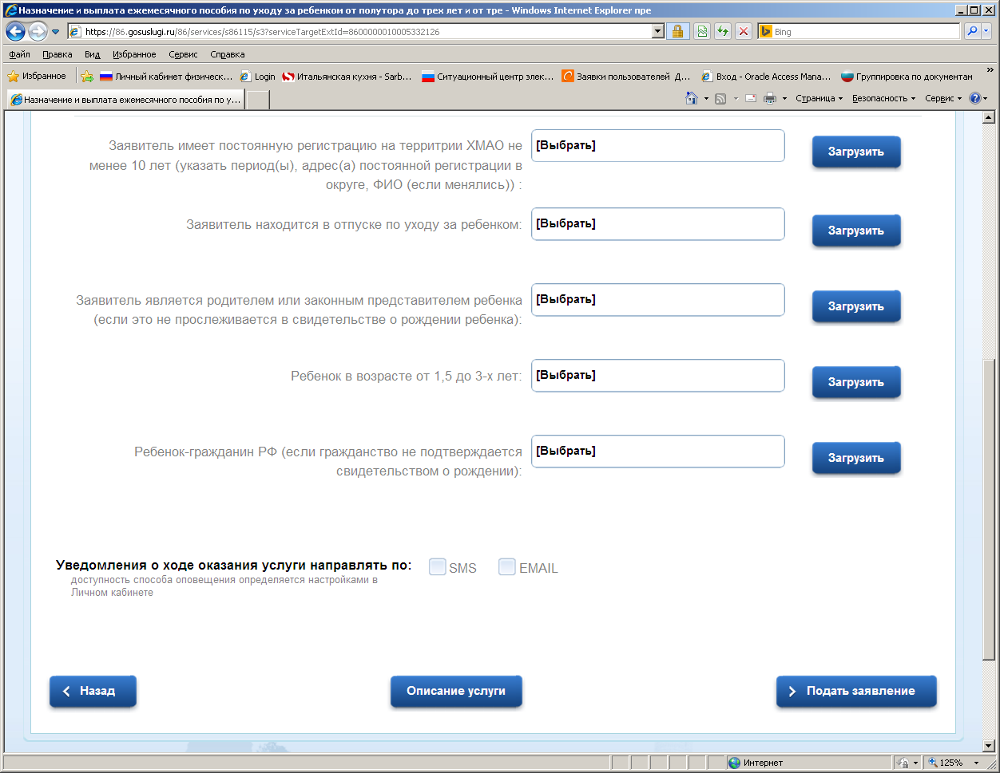 Назначение и выплата ежемесячного пособия по уходу за ребенком от полутора до трех лет и от тре - Windows Internet Explorer пре
https://86.gosuslugi.ru/86/services/s86115/s3?serviceTargetExtId=8600000010005332126
Bing
Файл Правка Вид Избранное Сервис Справка
Избранное Личный кабинет физическ... Login Итальянская кухня - Sarb... Ситуационный центр элек... Заявки пользователей Д... Вход - Oracle Access Mana... Группировка по документам »
Назначение и выплата ежемесячного пособия по у... Страница Безопасность Сервис
Заявитель имеет постоянную регистрацию на территрии ХМАО не
менее 10 лет (указать период(ы), адрес(а) постоянной регистрации в
округе, ФИО (если менялись)) :
[Выбрать]
Загрузить
Заявитель находится в отпуске по уходу за ребенком:
[Выбрать]
Загрузить
Заявитель является родителем или законным представителем ребенка
(если это не прослеживается в свидетельстве о рождении ребенка):
[Выбрать]
Загрузить
Ребенок в возрасте от 1,5 до 3-х лет:
[Выбрать]
Загрузить
Ребенок-гражданин РФ (если гражданство не подтверждается
свидетельством о рождении):
[Выбрать]
Загрузить
Уведомления о ходе оказания услуги направлять по:
SMS EMAIL
доступность способа оповещения определяется настройками в
Личном кабинете
Назад
Описание услуги
Подать заявление
Интернет
125%